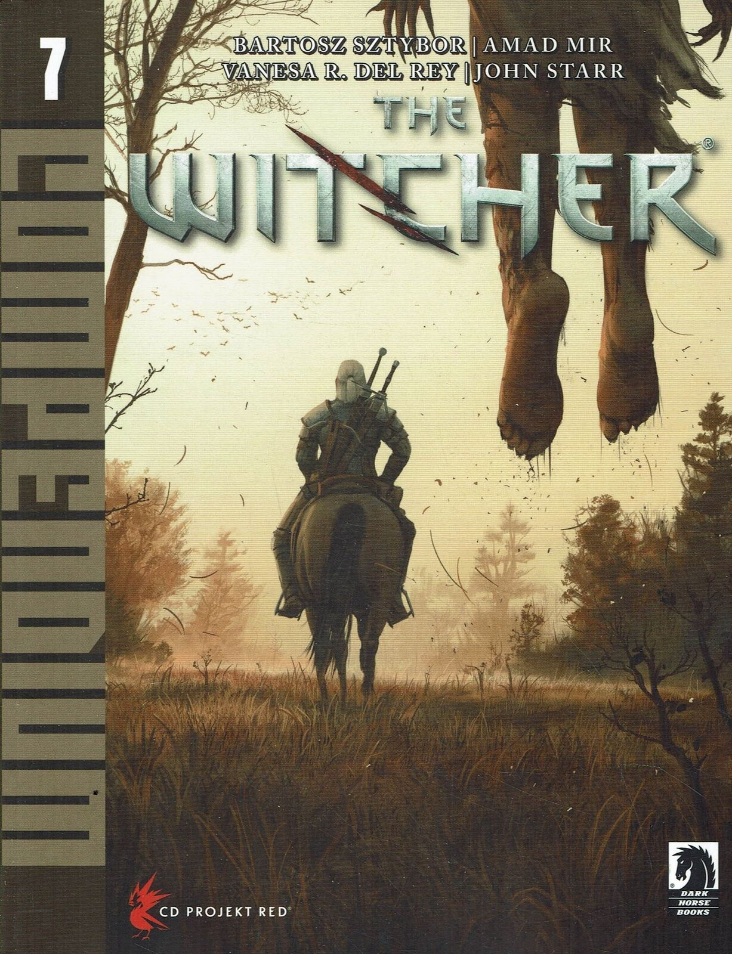 7
BARTOSZ SZTYBOR | AMAD MIR
VANESA R. DEL REY | JOHN STARR
THE
WITCHER®
CD PROJEKT RED®
DARK
HORSE
BOOKS